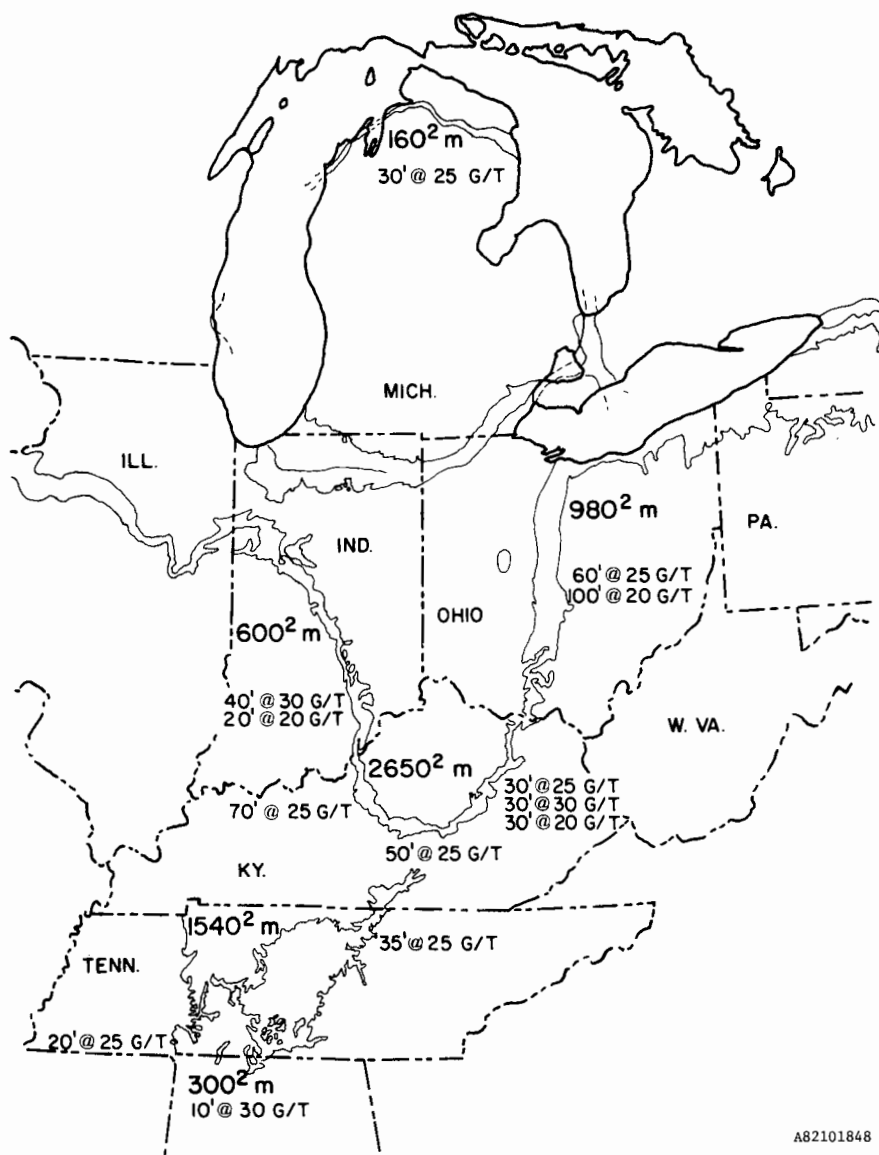 160² m
30' @ 25 G/T
MICH.
ILL.
IND.
980² m
PA.
60' @ 25 G/T
100' @ 20 G/T
OHIO
600² m
40' @ 30 G/T
20' @ 20 G/T
W. VA.
2650² m
30' @ 25 G/T
30' @ 30 G/T
30' @ 20 G/T
70' @ 25 G/T
50' @ 25 G/T
KY.
1540² m
35' @ 25 G/T
TENN.
20' @ 25 G/T
300² m
10' @ 30 G/T
A82101848